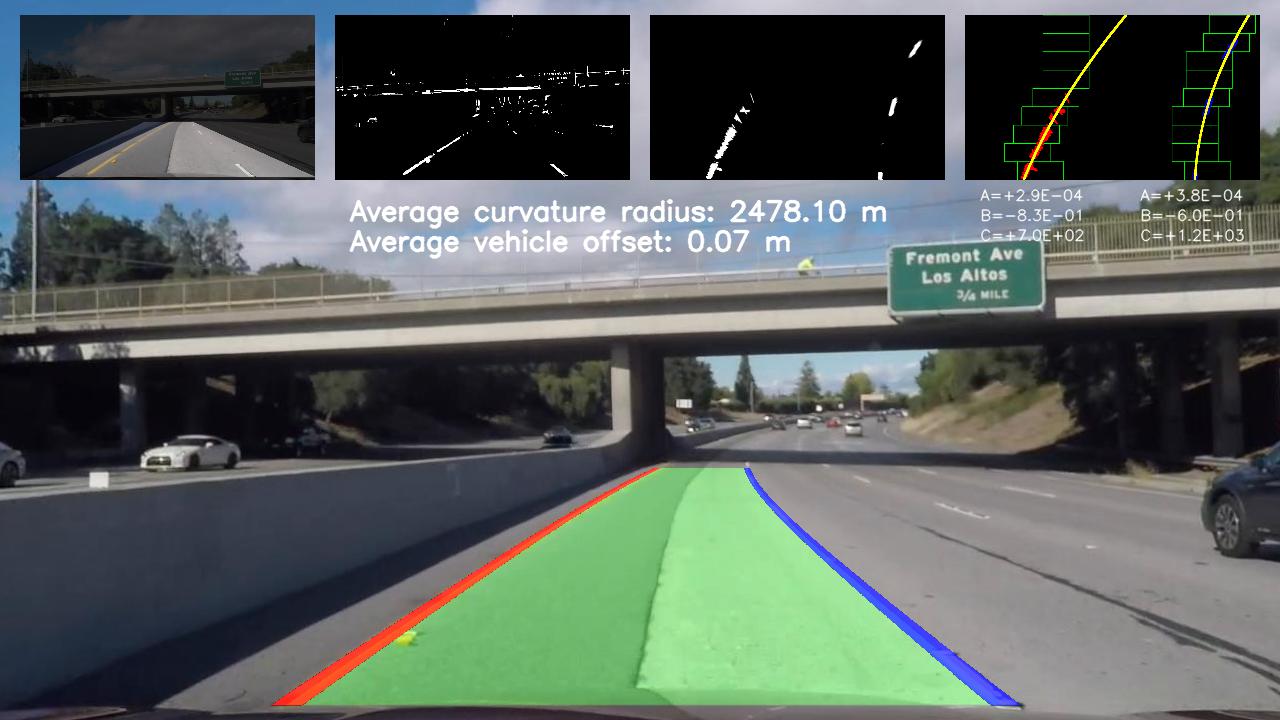 A=+2.9E-04 A=+3.8E-04
B=-8.3E-01 B=-6.0E-01
C=+7.0E+02 C=+1.2E+03
Average curvature radius: 2478.10 m
Average vehicle offset: 0.07 m
Fremont Ave
Los Altos
3/4 MILE